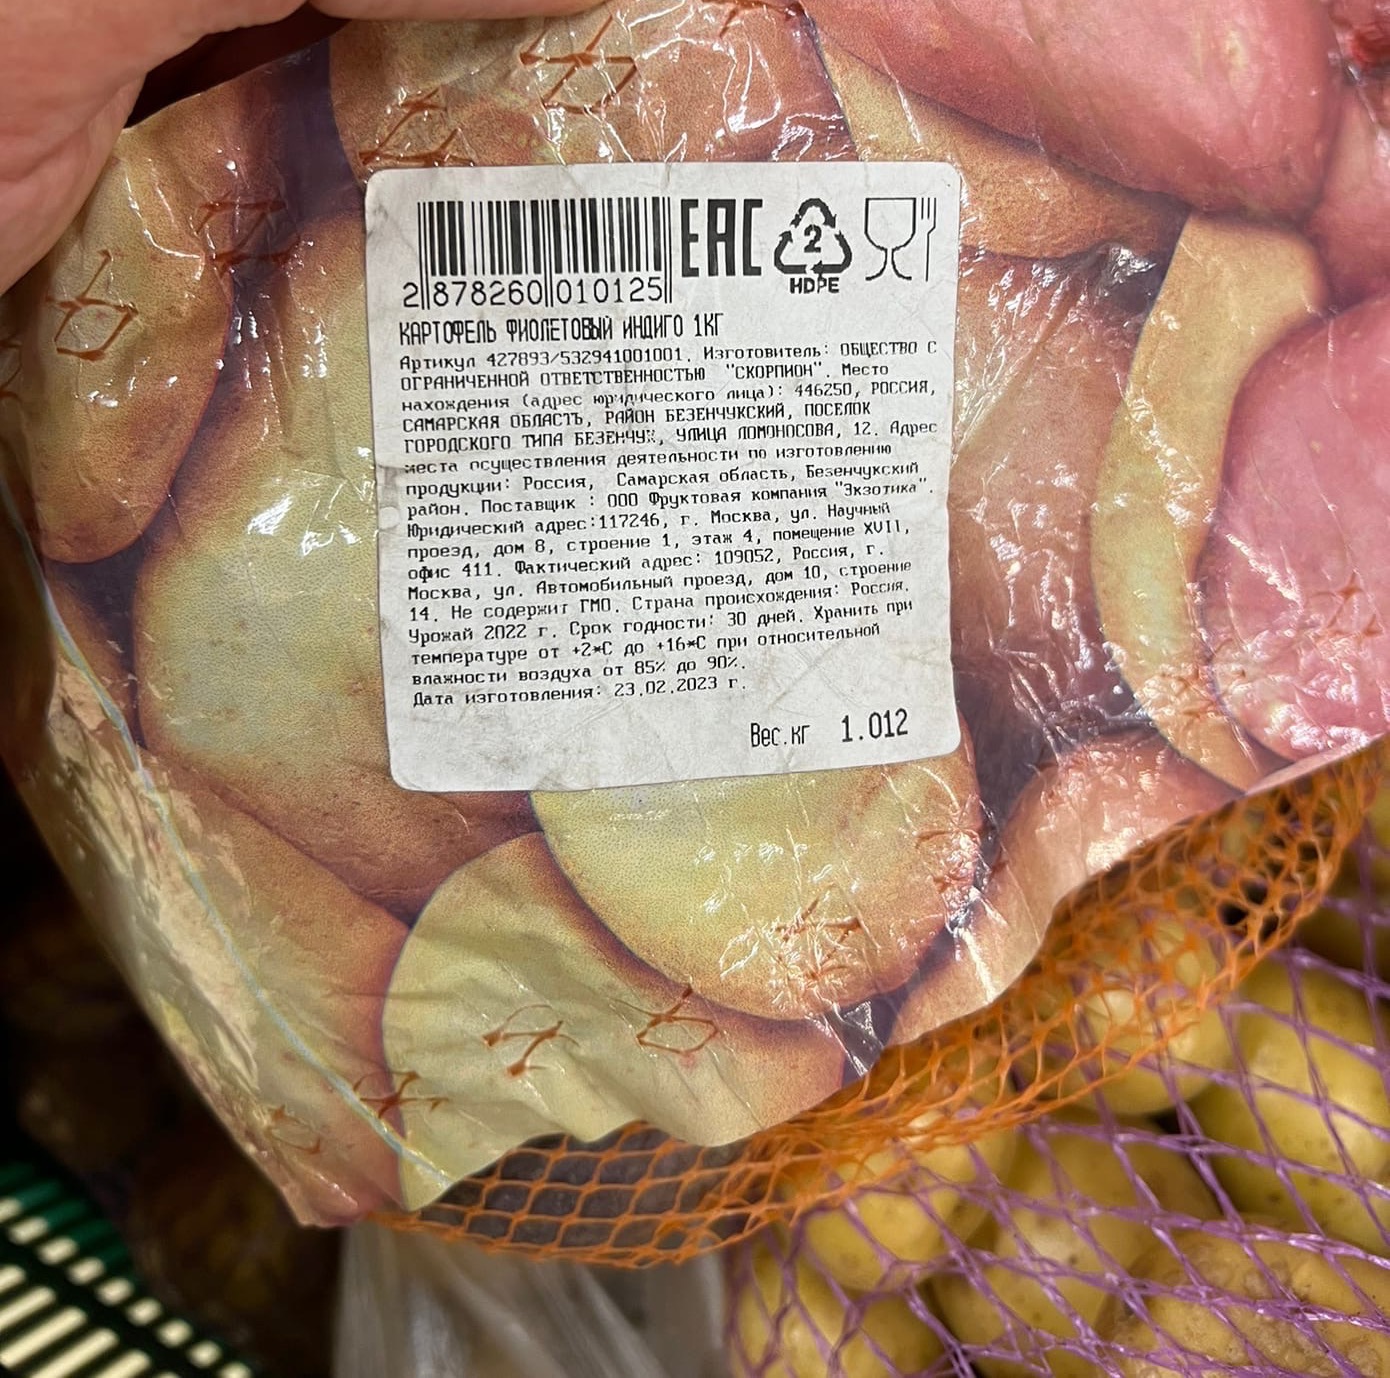 EAC
2
HDPE
2 878260 010125
КАРТОФЕЛЬ ФИОЛЕТОВЫЙ ИНДИГО 1КГ
Артикул 427893/532941001001. Изготовитель: ОБЩЕСТВО С
ОГРАНИЧЕННОЙ ОТВЕТСТВЕННОСТЬЮ "СКОРПИОН". Место
нахождения (адрес юридического лица): 446250, РОССИЯ,
САМАРСКАЯ ОБЛАСТЬ, РАЙОН БЕЗЕНЧУКСКИЙ, ПОСЕЛОК
ГОРОДСКОГО ТИПА БЕЗЕНЧУК, УЛИЦА ЛОМОНОСОВА, 12. Адрес
места осуществления деятельности по изготовлению
продукции: Россия, Самарская область, Безенчукский
район. Поставщик : ООО Фруктовая компания "Экзотика".
Юридический адрес:117246, г. Москва, ул. Научный
проезд, дом 8, строение 1, этаж 4, помещение XVII,
офис 411. Фактический адрес: 109052, Россия, г.
Москва, ул. Автомобильный проезд, дом 10, строение
14. Не содержит ГМО. Страна происхождения: Россия.
Урожай 2022 г. Срок годности: 30 дней. Хранить при
температуре от +2*С до +16*С при относительной
влажности воздуха от 85% до 90%.
Дата изготовления: 23.02.2023 г.
Вес.кг 1.012